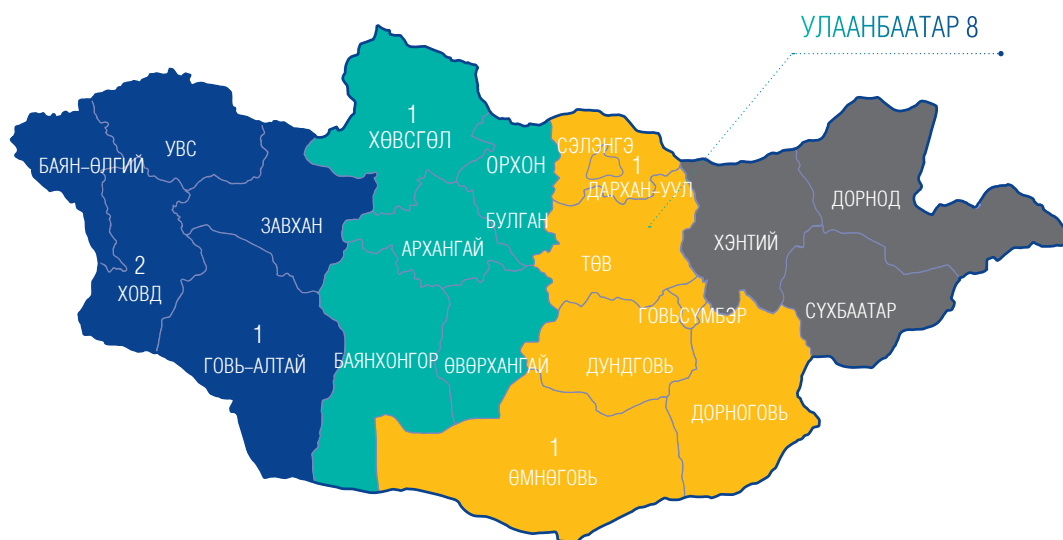 УЛААНБААТАР 8
1
ХӨВСГӨЛ
УВС
БАЯН–ӨЛГИЙ
СЭЛЭНГЭ
ОРХОН
1
ДАРХАН–УУЛ
ДОРНОД
ЗАВХАН
БУЛГАН
АРХАНГАЙ
ХЭНТИЙ
2
ХОВД
ТӨВ
ГОВЬСҮМБЭР
СҮХБААТАР
1
ГОВЬ–АЛТАЙ
БАЯНХОНГОР
ӨВӨРХАНГАЙ
ДУНДГОВЬ
ДОРНОГОВЬ
1
ӨМНӨГОВЬ